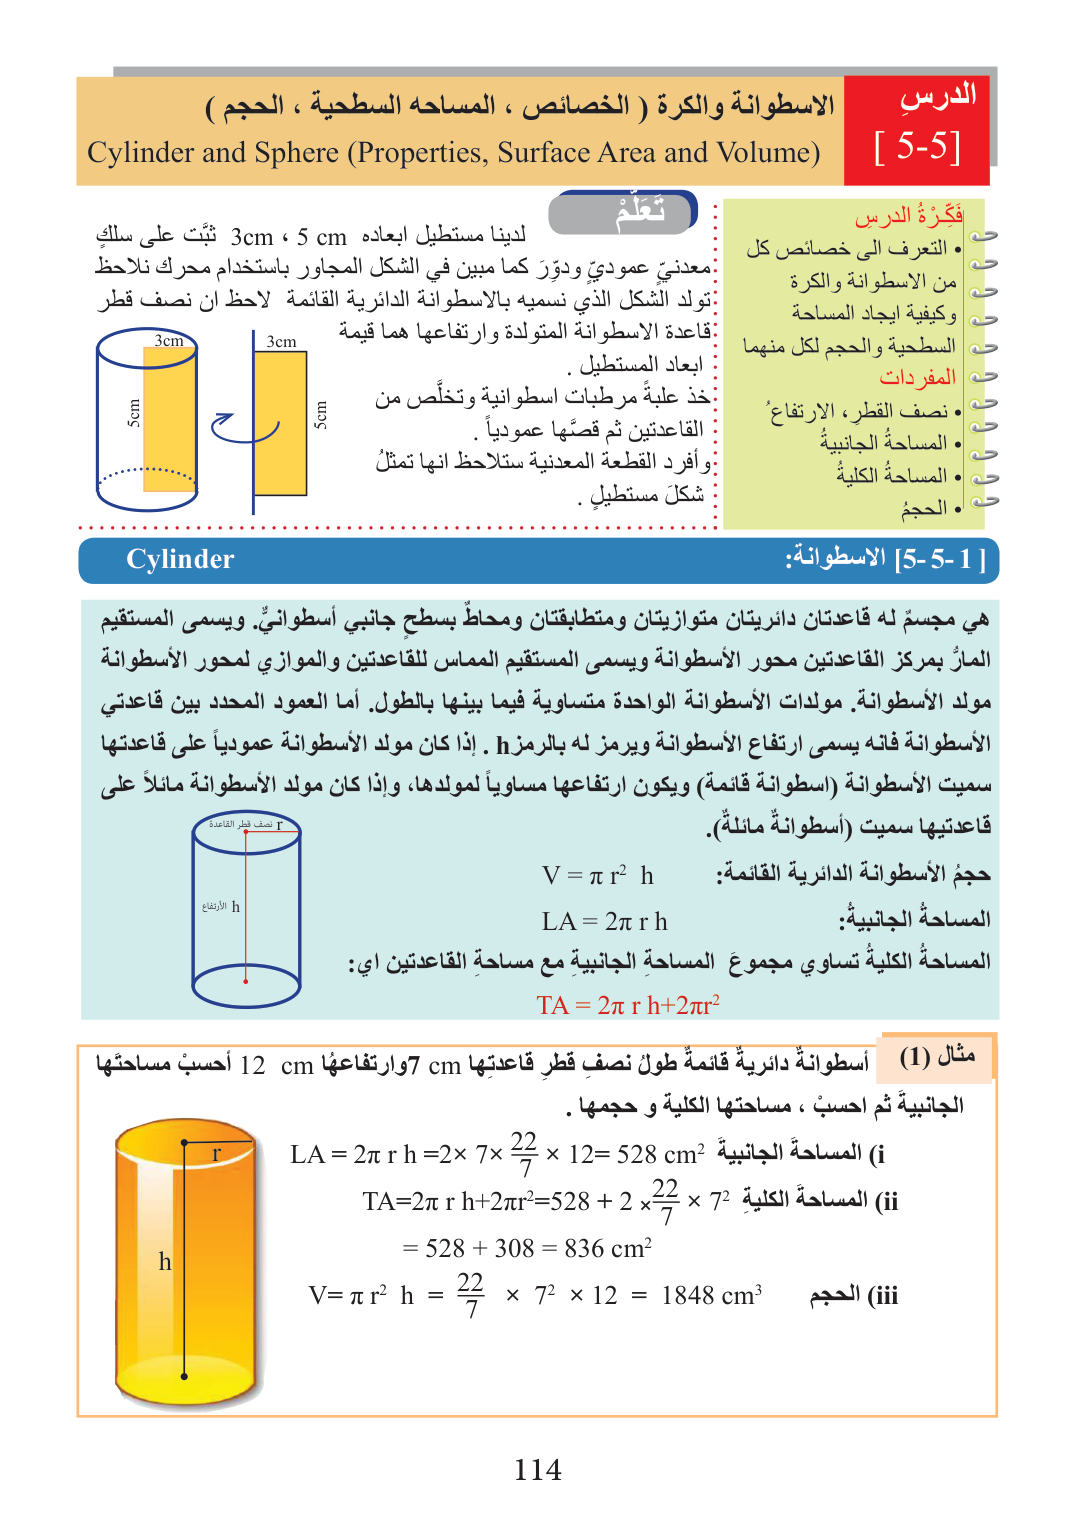 الدرسِ
[ 5-5]
الاسطوانة والكرة ( الخصائص ، المساحه السطحية ، الحجم )
Cylinder and Sphere (Properties, Surface Area and Volume)
فَكِّـرْةُ الدرسِ
• التعرف الى خصائص كل
من الاسطوانة والكرة
وكيفية ايجاد المساحة
السطحية والحجم لكل منهما
المفردات
• نصف القطرِ، الارتفاعُ
• المساحةُ الجانبيةُ
• المساحةُ الكليةُ
• الحجمُ
تَعَلَّمْ
لدينا مستطيل ابعاده 3cm ، 5 cm ثبَّت على سلكٍ
معدنيٍّ عموديٍّ ودوِّرَ كما مبين في الشكل المجاور باستخدام محرك نلاحظ
تولد الشكل الذي نسميه بالاسطوانة الدائرية القائمة لاحظ ان نصف قطر
قاعدة الاسطوانة المتولدة وارتفاعها هما قيمة
ابعاد المستطيل .
خذ علبةً مرطبات اسطوانية وتخلَّص من
القاعدتين ثم قصَّها عمودياً .
وأفرد القطعة المعدنية ستلاحظ انها تمثلُ
شكلَ مستطيلٍ .
3cm
5cm
3cm
5cm
[5-5-1] الاسطوانة:
Cylinder
هي مجسمٌ له قاعدتان دائريتان متوازيتان ومتطابقتان ومحاطٌ بسطحٍ جانبي أسطوانيٌّ. ويسمى المستقيم
المارُّ بمركز القاعدتين محور الأسطوانة ويسمى المستقيم المماس للقاعدتين والموازي لمحور الأسطوانة
مولد الأسطوانة. مولدات الأسطوانة الواحدة متساوية فيما بينها بالطول. أما العمود المحدد بين قاعدتي
الأسطوانة فانه يسمى ارتفاع الأسطوانة ويرمز له بالرمزh . إذا كان مولد الأسطوانة عمودياً على قاعدتها
سميت الأسطوانة (اسطوانة قائمة) ويكون ارتفاعها مساوياً لمولدها، وإذا كان مولد الأسطوانة مائلاً على
قاعدتيها سميت (أسطوانةٌ مائلةٌ).
نصف قطر القاعدة r
الأرتفاع h
حجمُ الأسطوانة الدائرية القائمة: V = π r² h
المساحةُ الجانبيةُ: LA = 2π r h
المساحةُ الكليةُ تساوي مجموعَ المساحةِ الجانبيةِ مع مساحةِ القاعدتين اي:
TA = 2π r h+2πr²
مثال (1)
أسطوانةٌ دائريةٌ قائمةٌ طولُ نصفِ قطرِ قاعدتِها 7 cmوارتفاعهُا 12 cm أحسبْ مساحتَها
الجانبيةَ ثم احسبْ ، مساحتها الكلية و حجمها .
i) المساحةَ الجانبيةَ LA = 2π r h =2× 7× 22/7 × 12= 528 cm²
ii) المساحةَ الكليةِ TA=2π r h+2πr²=528 + 2 × 22/7 × 7²
= 528 + 308 = 836 cm²
iii) الحجم V= π r² h = 22/7 × 7² × 12 = 1848 cm³
r
h
114